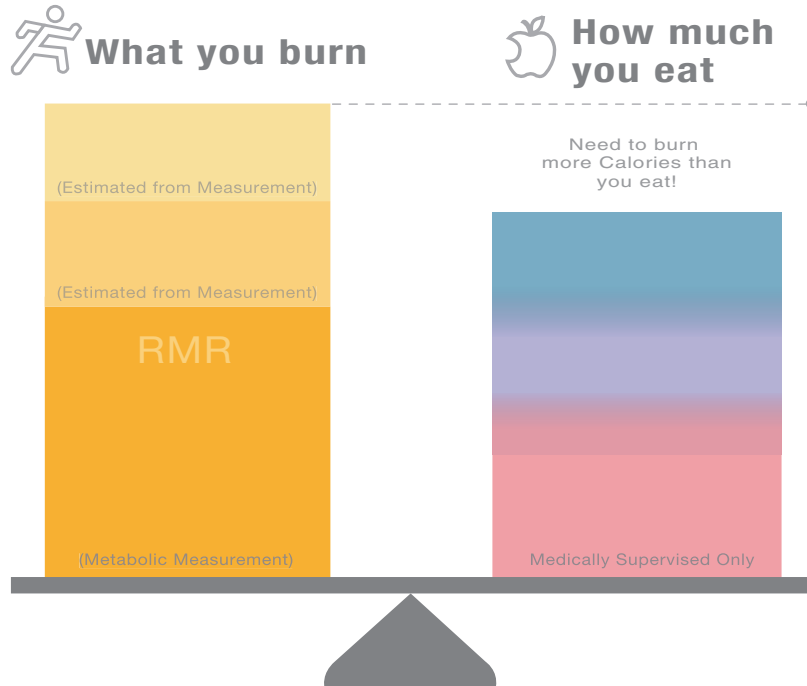 What you burn
How much
you eat
Need to burn
more Calories than
you eat!
(Estimated from Measurement)
(Estimated from Measurement)
RMR
(Metabolic Measurement)
Medically Supervised Only